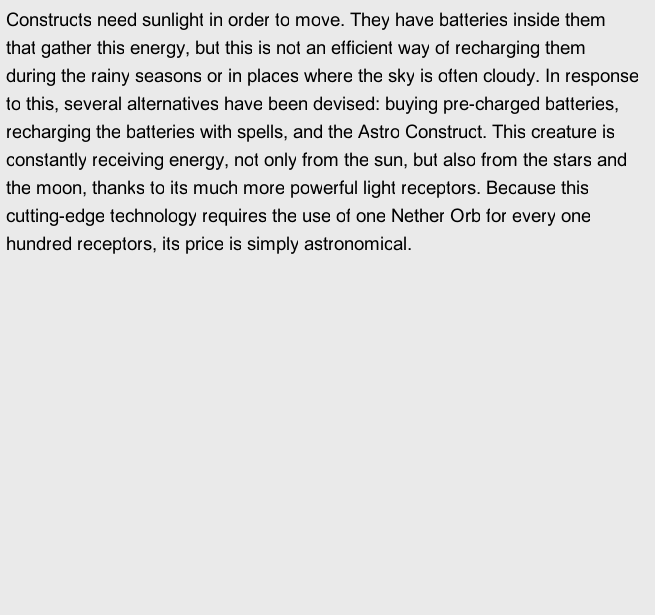 Constructs need sunlight in order to move. They have batteries inside them
that gather this energy, but this is not an efficient way of recharging them
during the rainy seasons or in places where the sky is often cloudy. In response
to this, several alternatives have been devised: buying pre-charged batteries,
recharging the batteries with spells, and the Astro Construct. This creature is
constantly receiving energy, not only from the sun, but also from the stars and
the moon, thanks to its much more powerful light receptors. Because this
cutting-edge technology requires the use of one Nether Orb for every one
hundred receptors, its price is simply astronomical.